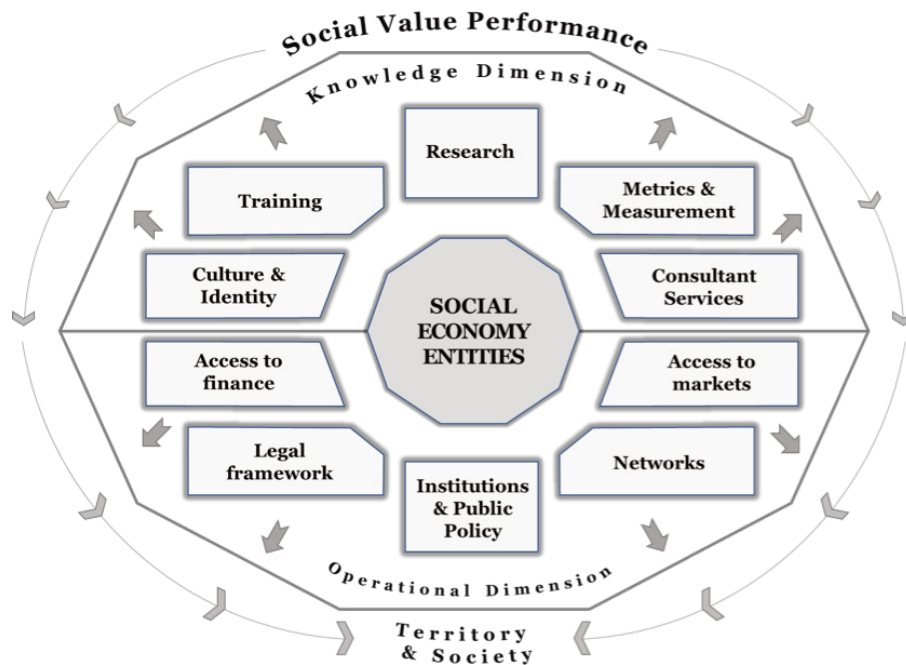 Social Value Performance
Knowledge Dimension
Research
Training
Metrics &
Measurement
Culture &
Identity
Consultant
Services
SOCIAL
ECONOMY
ENTITIES
Access to
finance
Access to
markets
Legal
framework
Networks
Institutions
& Public
Policy
Operational Dimension
Territory
& Society